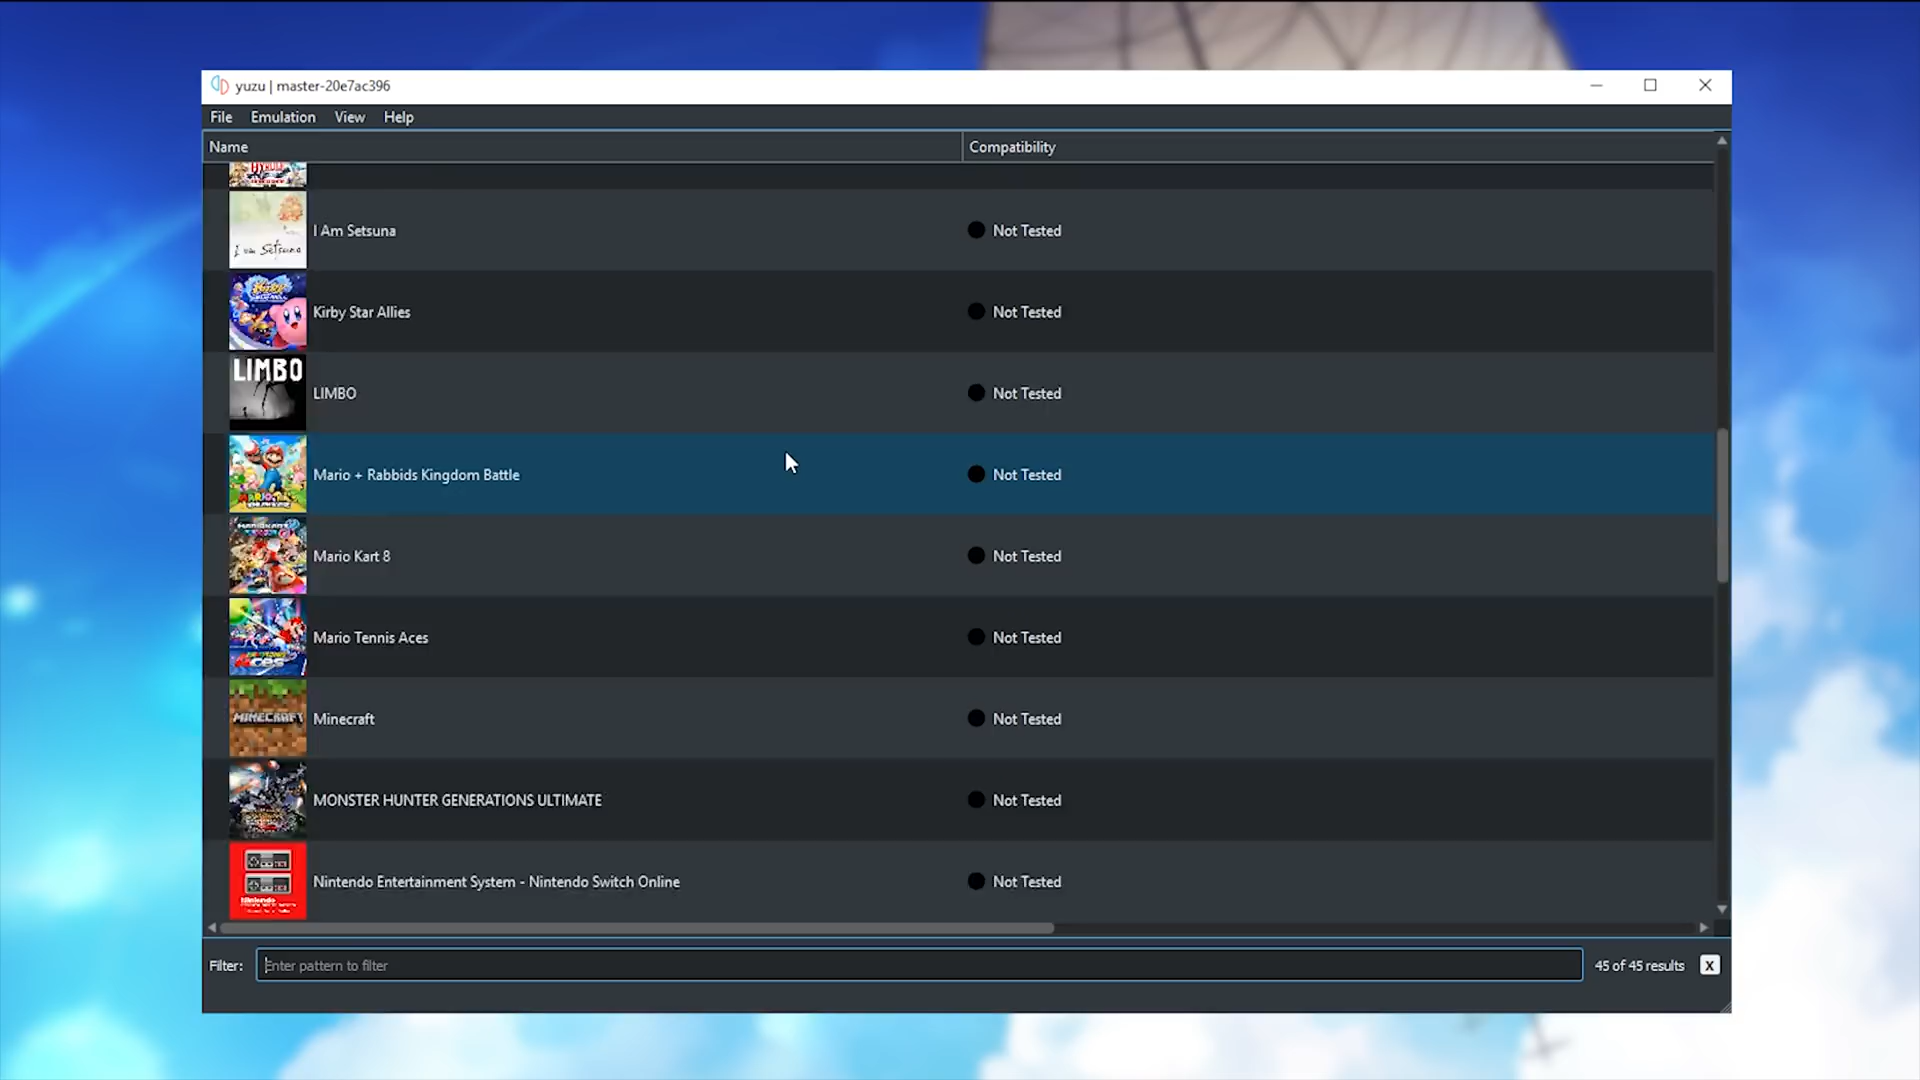 yuzu | master-20e7ac396
File Emulation View Help
Name Compatibility
I am Setsuna
I Am Setsuna Not Tested
Kirby Star Allies Not Tested
LIMBO
LIMBO Not Tested
Mario + Rabbids Kingdom Battle Not Tested
Mario Kart 8 Not Tested
Mario Tennis Aces Not Tested
MINECRAFT
Minecraft Not Tested
MONSTER HUNTER GENERATIONS ULTIMATE Not Tested
Nintendo Entertainment System - Nintendo Switch Online Not Tested
Nintendo
Filter: Enter pattern to filter 45 of 45 results X